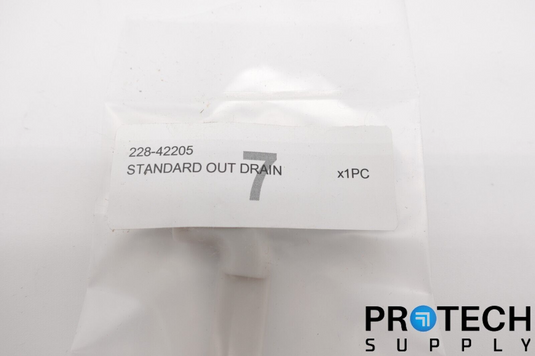 228-42205
STANDARD OUT DRAIN x1PC
7
PROTECH
SUPPLY